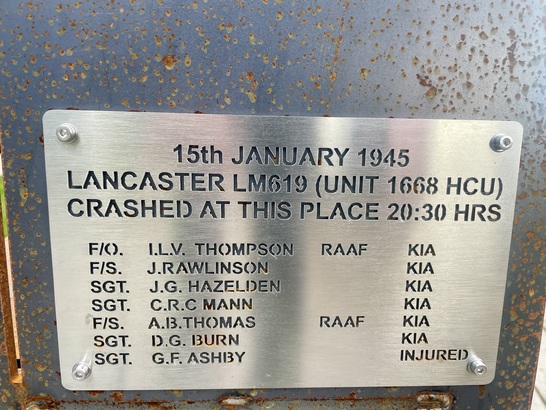 15th JANUARY 1945
LANCASTER LM619 (UNIT 1668 HCU)
CRASHED AT THIS PLACE 20:30 HRS
F/O. I.L.V. THOMPSON RAAF KIA
F/S. J.RAWLINSON KIA
SGT. J.G. HAZELDEN KIA
SGT. C.R.C MANN KIA
F/S. A.B.THOMAS RAAF KIA
SGT. D.G. BURN KIA
SGT. G.F. ASHBY INJURED